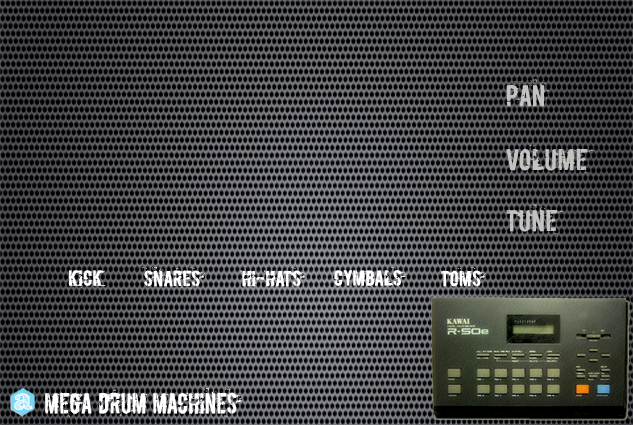 PAN
VOLUME
TUNE
KICK SNARES HI-HATS CYMBALS TOMS
KAWAI
R-50e
MEGA DRUM MACHINES